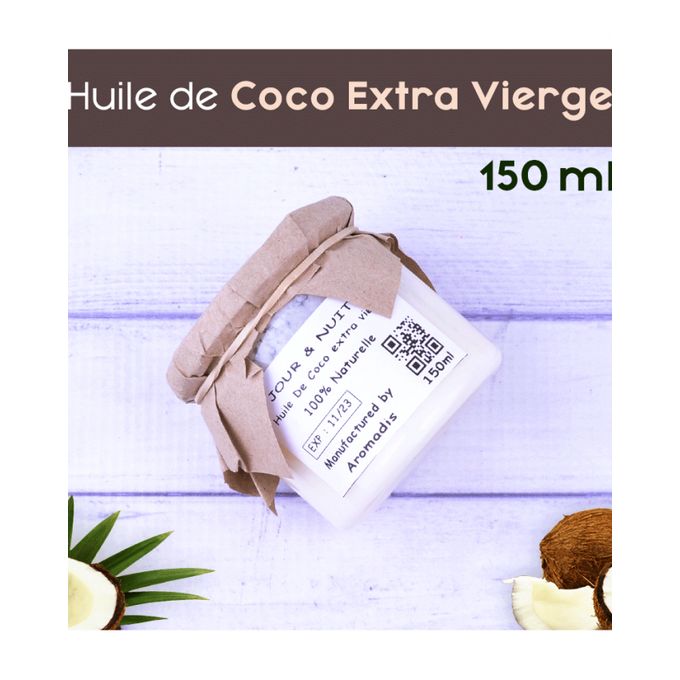 Huile de Coco Extra Vierge
150 ml
JOUR & NUIT
Huile De Coco extra vie
100% Naturelle
EXP : 11/23
150ml
Manufactured by
Aromadis